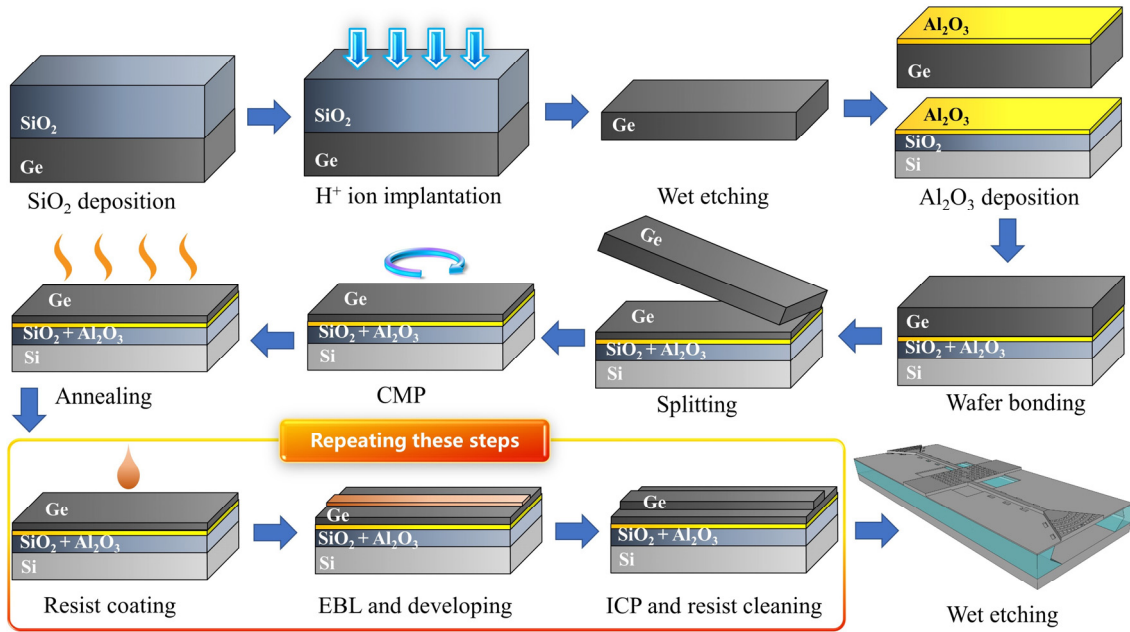 SiO₂
Ge
SiO₂ deposition
SiO₂
Ge
H⁺ ion implantation
Ge
Wet etching
Al₂O₃
Ge
Al₂O₃
SiO₂
Si
Al₂O₃ deposition
Ge
SiO₂ + Al₂O₃
Si
Annealing
Ge
SiO₂ + Al₂O₃
Si
CMP
Ge
Ge
SiO₂ + Al₂O₃
Si
Splitting
Ge
SiO₂ + Al₂O₃
Si
Wafer bonding
Repeating these steps
Ge
SiO₂ + Al₂O₃
Si
Resist coating
Ge
SiO₂ + Al₂O₃
Si
EBL and developing
Ge
SiO₂ + Al₂O₃
Si
ICP and resist cleaning
Wet etching